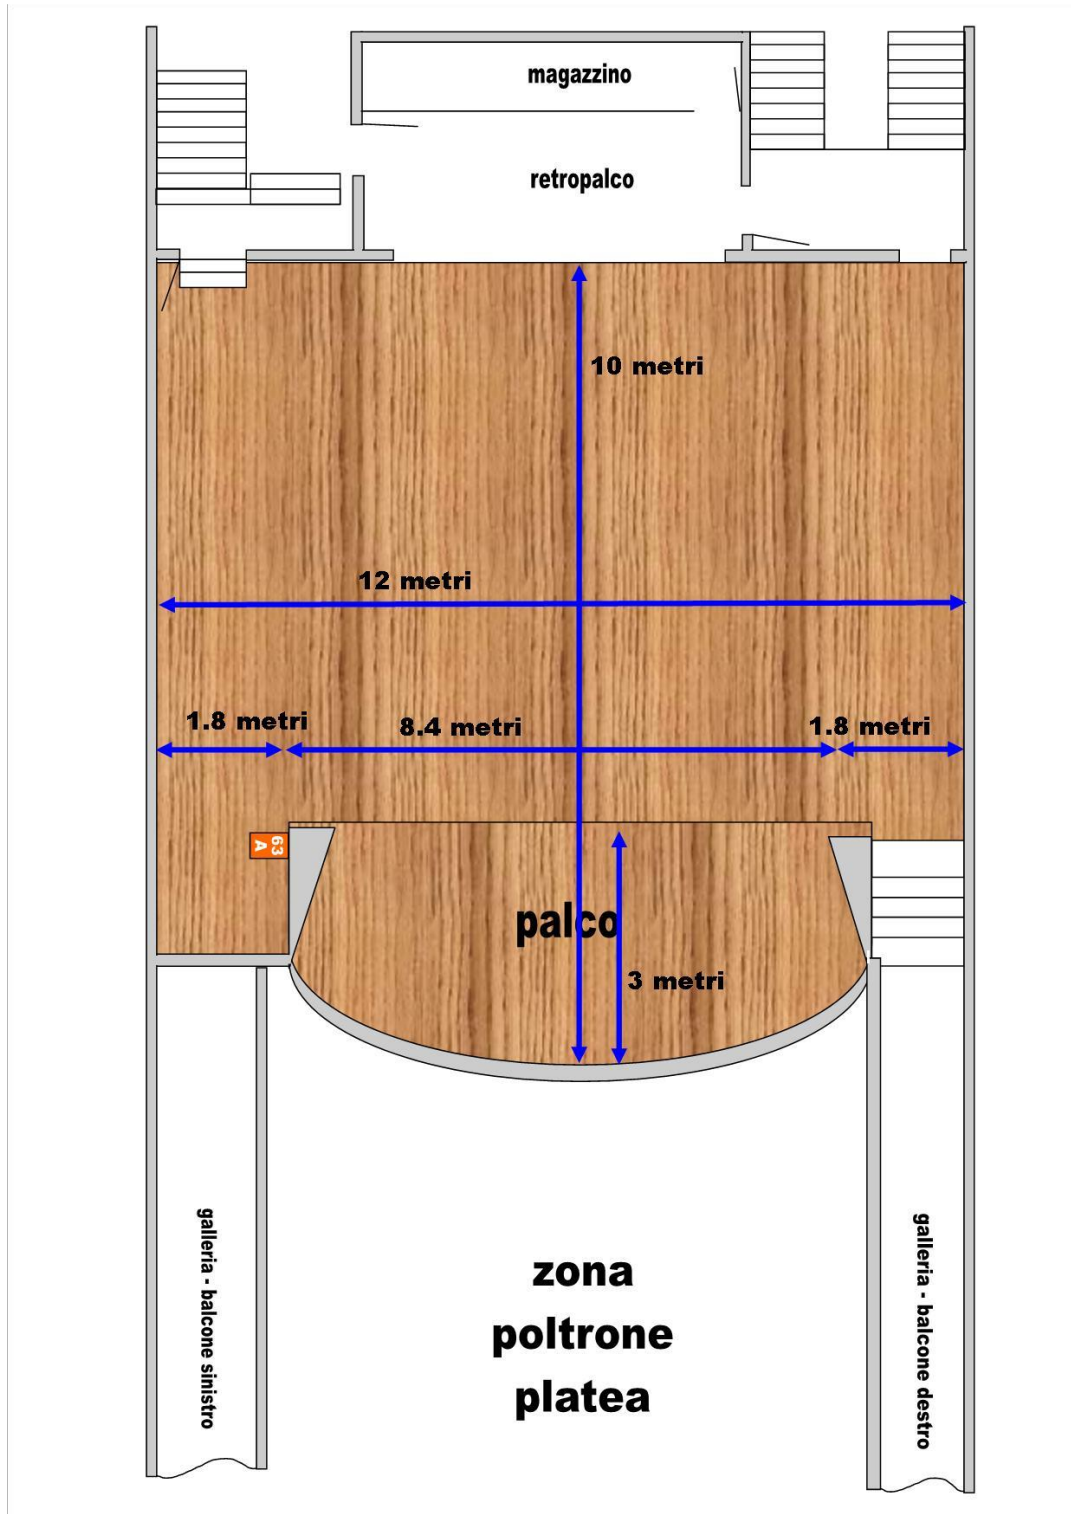 magazzino
retropalco
10 metri
12 metri
1.8 metri
8.4 metri
1.8 metri
63
A
palco
3 metri
zona
poltrone
platea
galleria - balcone sinistro
galleria - balcone destro